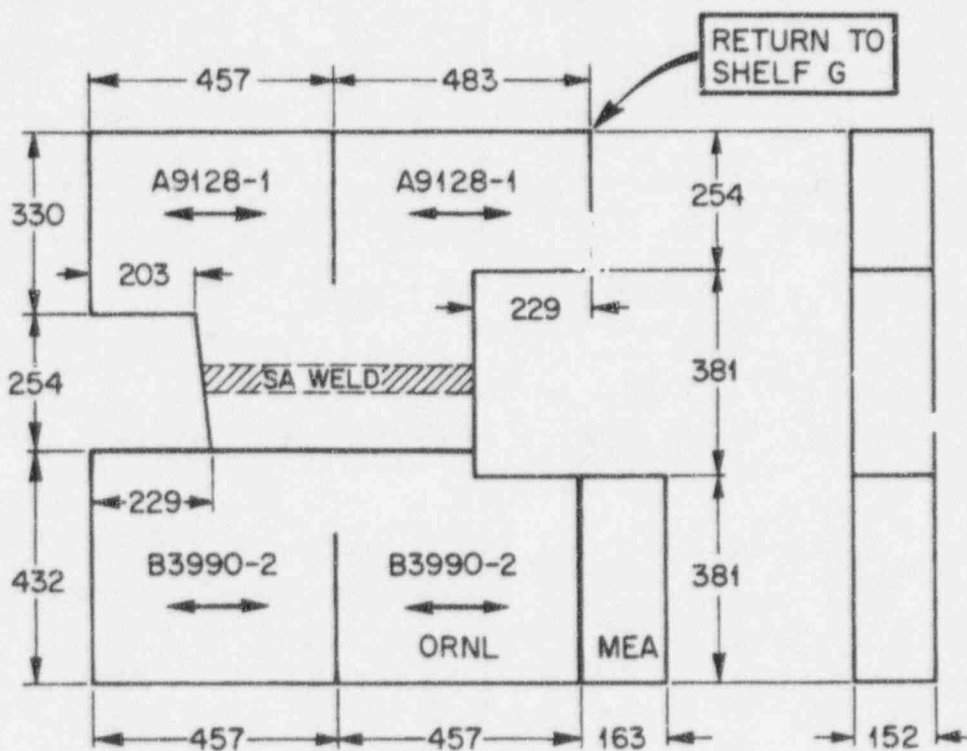 RETURN TO
SHELF G
457
483
A9128-1
A9128-1
254
330
203
229
254
SA WELD
381
229
B3990-2
B3990-2
432
381
ORNL
MEA
457
457
163
152